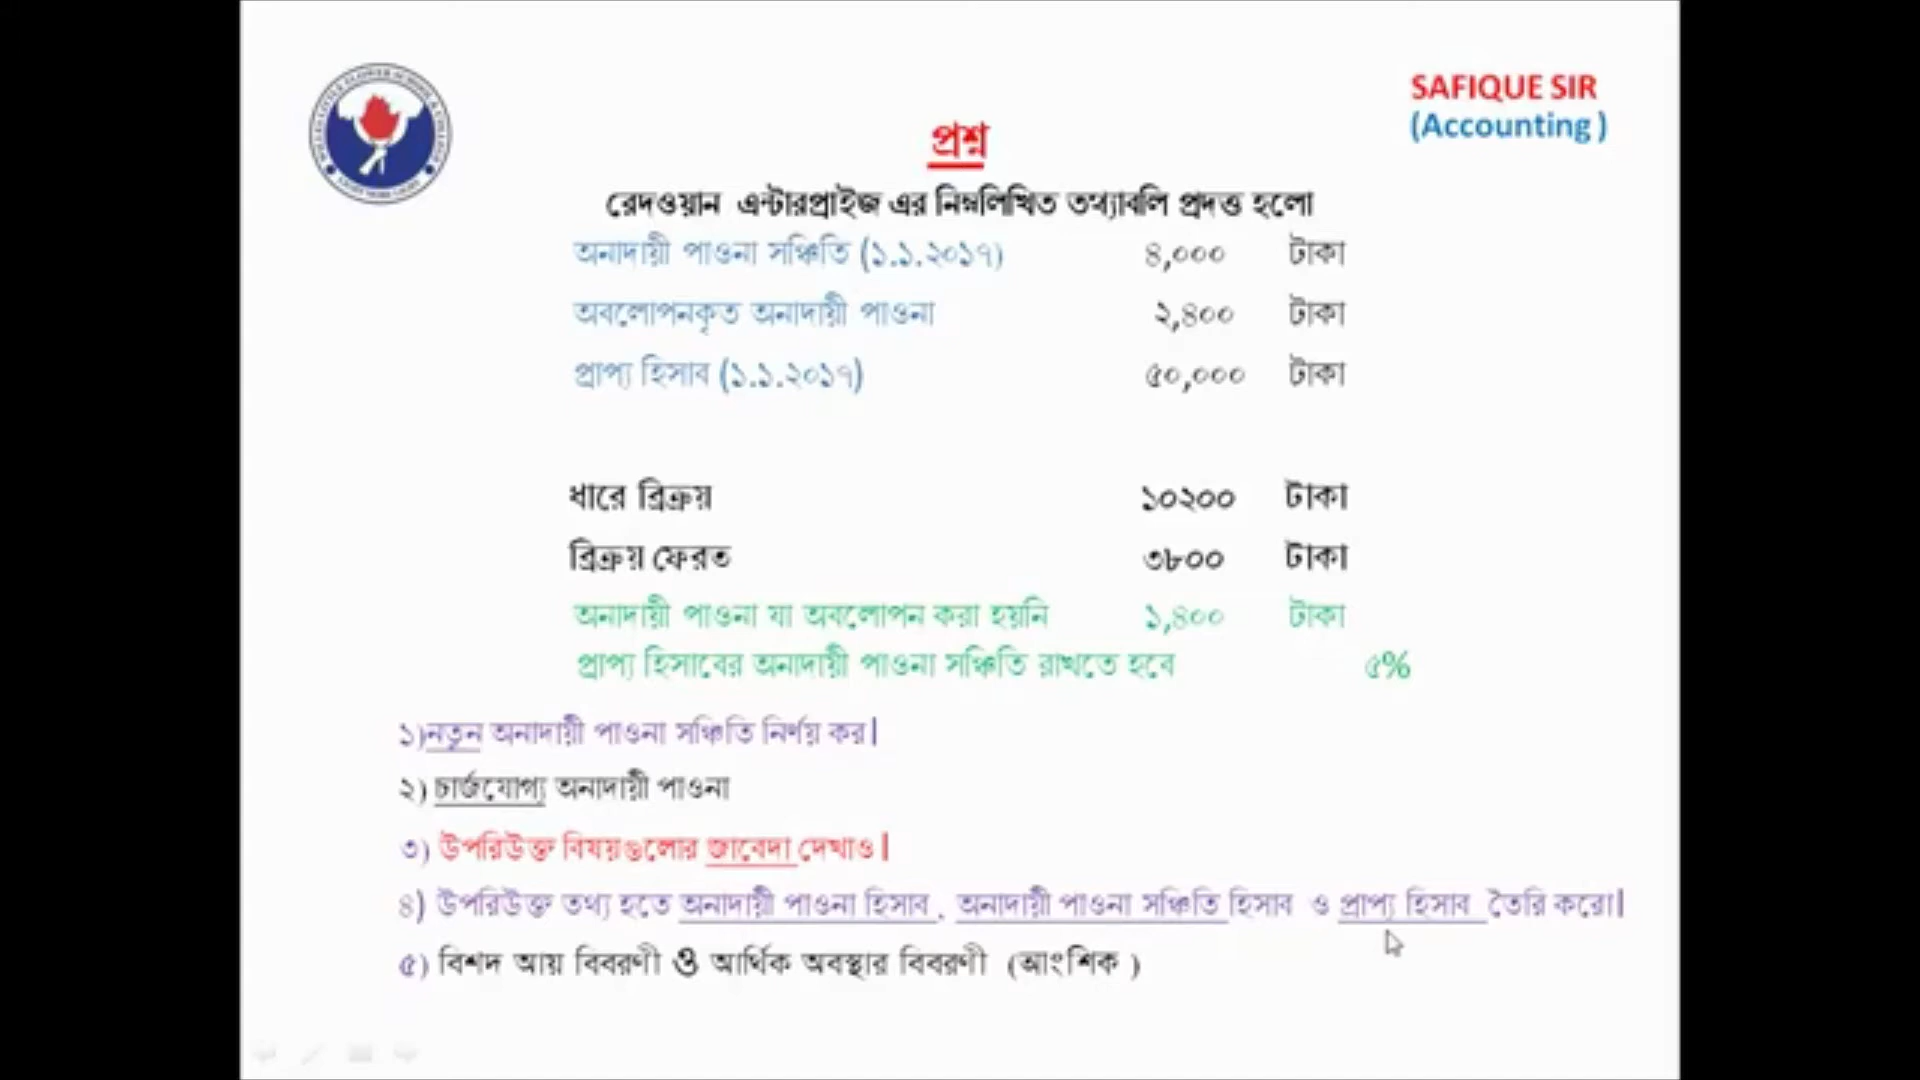 SAFIQUE SIR
(Accounting )
প্রশ্ন
রেদওয়ান এন্টারপ্রাইজ এর নিম্নলিখিত তথ্যাবলি প্রদত্ত হলো
অনাদায়ী পাওনা সঞ্চিতি (১.১.২০১৭) ৪,০০০ টাকা
অবলোপনকৃত অনাদায়ী পাওনা ২,৪০০ টাকা
প্রাপ্য হিসাব (১.১.২০১৭) ৫০,০০০ টাকা
ধারে ব্রিক্রয় ১০২০০ টাকা
ব্রিক্রয় ফেরত ৩৮০০ টাকা
অনাদায়ী পাওনা যা অবলোপন করা হয়নি ১,৪০০ টাকা
প্রাপ্য হিসাবের অনাদায়ী পাওনা সঞ্চিতি রাখতে হবে ৫%
১)নতুন অনাদায়ী পাওনা সঞ্চিতি নির্ণয় কর।
২) চার্জযোগ্য অনাদায়ী পাওনা
৩) উপরিউক্ত বিষয়গুলোর জাবেদা দেখাও।
৪) উপরিউক্ত তথ্য হতে অনাদায়ী পাওনা হিসাব , অনাদায়ী পাওনা সঞ্চিতি হিসাব ও প্রাপ্য হিসাব তৈরি করো।
৫) বিশদ আয় বিবরণী ও আর্থিক অবস্থার বিবরণী (আংশিক )